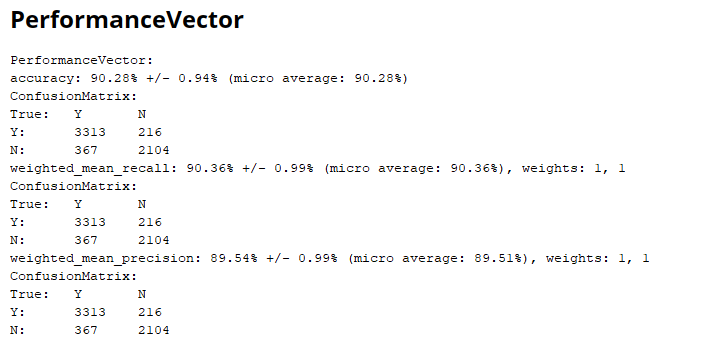 PerformanceVector
PerformanceVector:
accuracy: 90.28% +/- 0.94% (micro average: 90.28%)
ConfusionMatrix:
True: Y N
Y: 3313 216
N: 367 2104
weighted_mean_recall: 90.36% +/- 0.99% (micro average: 90.36%), weights: 1, 1
ConfusionMatrix:
True: Y N
Y: 3313 216
N: 367 2104
weighted_mean_precision: 89.54% +/- 0.99% (micro average: 89.51%), weights: 1, 1
ConfusionMatrix:
True: Y N
Y: 3313 216
N: 367 2104